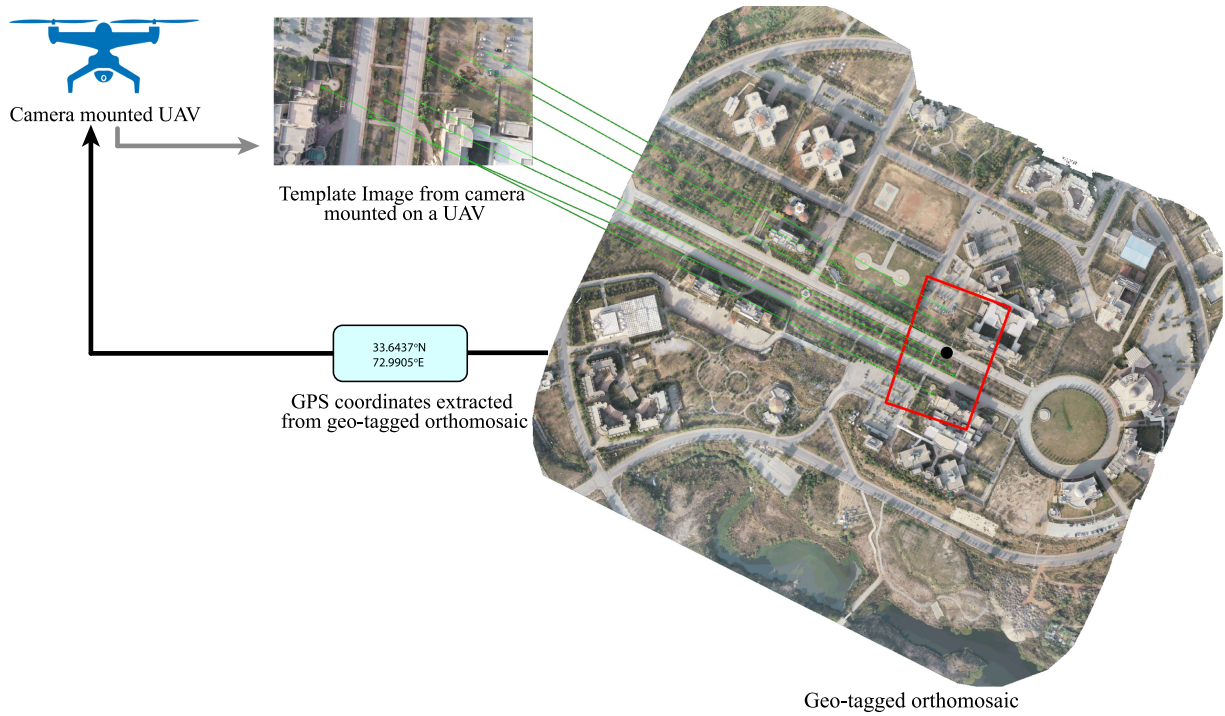 Camera mounted UAV
Template Image from camera
mounted on a UAV
33.6437°N
72.9905°E
GPS coordinates extracted
from geo-tagged orthomosaic
Geo-tagged orthomosaic